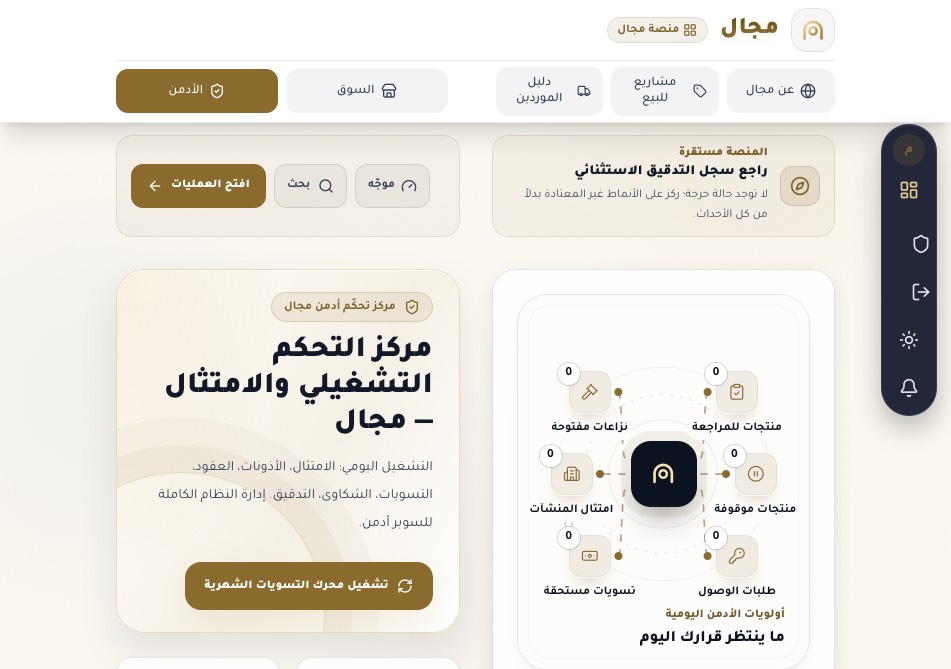 مجال
منصة مجال
عن مجال
مشاريع للبيع
دليل الموردين
السوق
الأدمن
م
المنصة مستقرة
راجع سجل التدقيق الاستثنائي
لا توجد حالة حرجة؛ ركز على الأنماط غير المعتادة بدلاً
من كل الأحداث.
موجّه
بحث
افتح العمليات
0
منتجات للمراجعة
0
نزاعات مفتوحة
0
منتجات موقوفة
0
امتثال المنشآت
0
طلبات الوصول
0
تسويات مستحقة
أولويات الأدمن اليومية
ما ينتظر قرارك اليوم
مركز تحكّم أدمن مجال
مركز التحكم
التشغيلي والامتثال
— مجال
التشغيل اليومي: الامتثال، الأذونات، العقود،
التسويات، الشكاوى، التدقيق. إدارة النظام الكاملة
للسوبر أدمن.
تشغيل محرك التسويات الشهرية